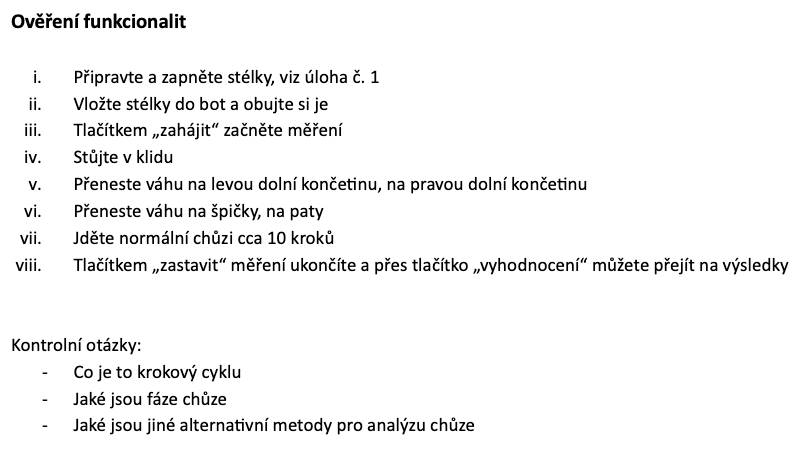 Ověření funkcionalit
i. Připravte a zapněte stélky, viz úloha č. 1
ii. Vložte stélky do bot a obujte si je
iii. Tlačítkem „zahájit“ začněte měření
iv. Stůjte v klidu
v. Přeneste váhu na levou dolní končetinu, na pravou dolní končetinu
vi. Přeneste váhu na špičky, na paty
vii. Jděte normální chůzi cca 10 kroků
viii. Tlačítkem „zastavit“ měření ukončíte a přes tlačítko „vyhodnocení“ můžete přejít na výsledky
Kontrolní otázky:
- Co je to krokový cyklu
- Jaké jsou fáze chůze
- Jaké jsou jiné alternativní metody pro analýzu chůze